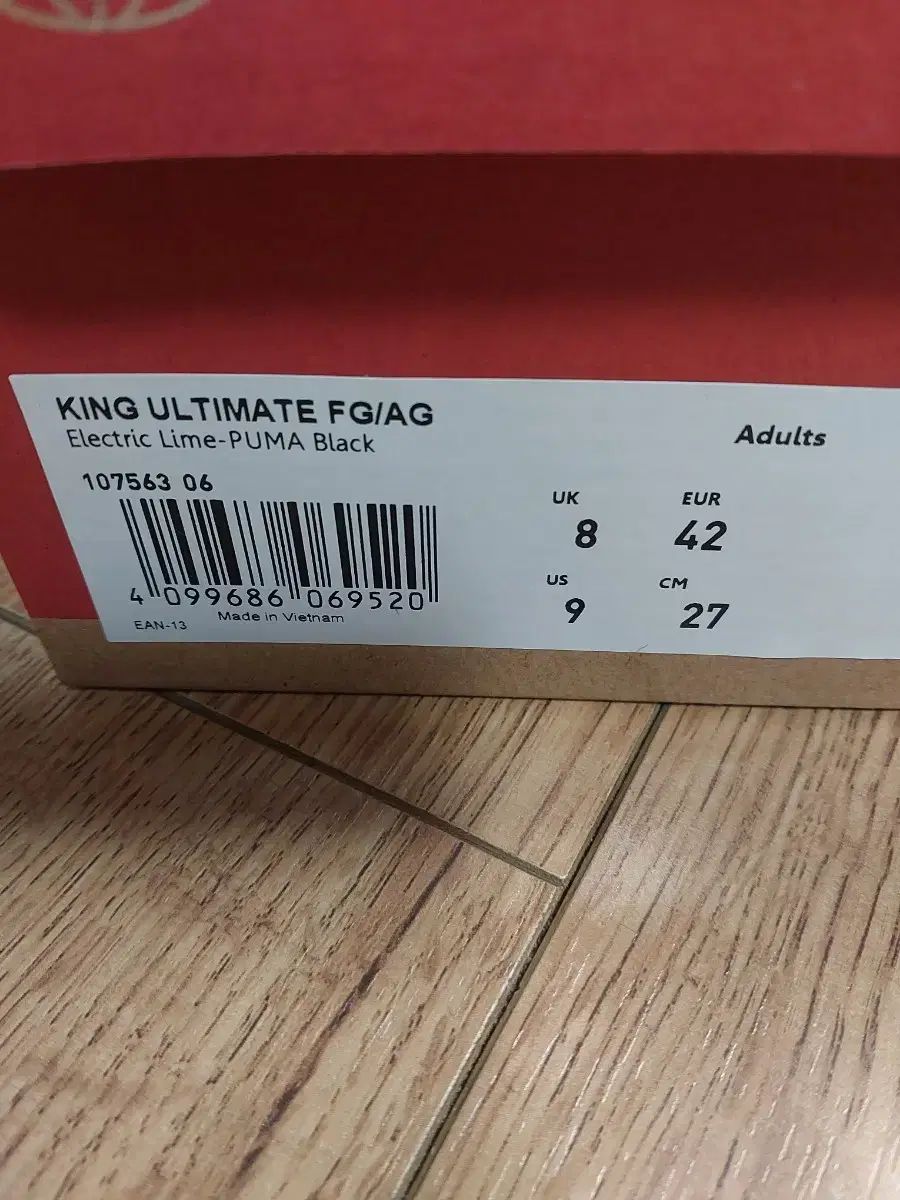 KING ULTIMATE FG/AG
Electric Lime-PUMA Black
Adults
107563 06
UK
EUR
8
42
US
CM
9
27
4 099686 069520
EAN-13
Made in Vietnam